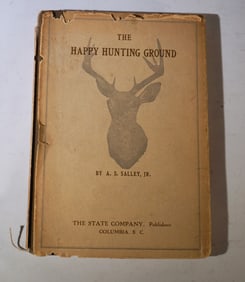 THE
HAPPY HUNTING GROUND
BY A. S. SALLEY, JR.
THE STATE COMPANY, Publishers
COLUMBIA, S. C.